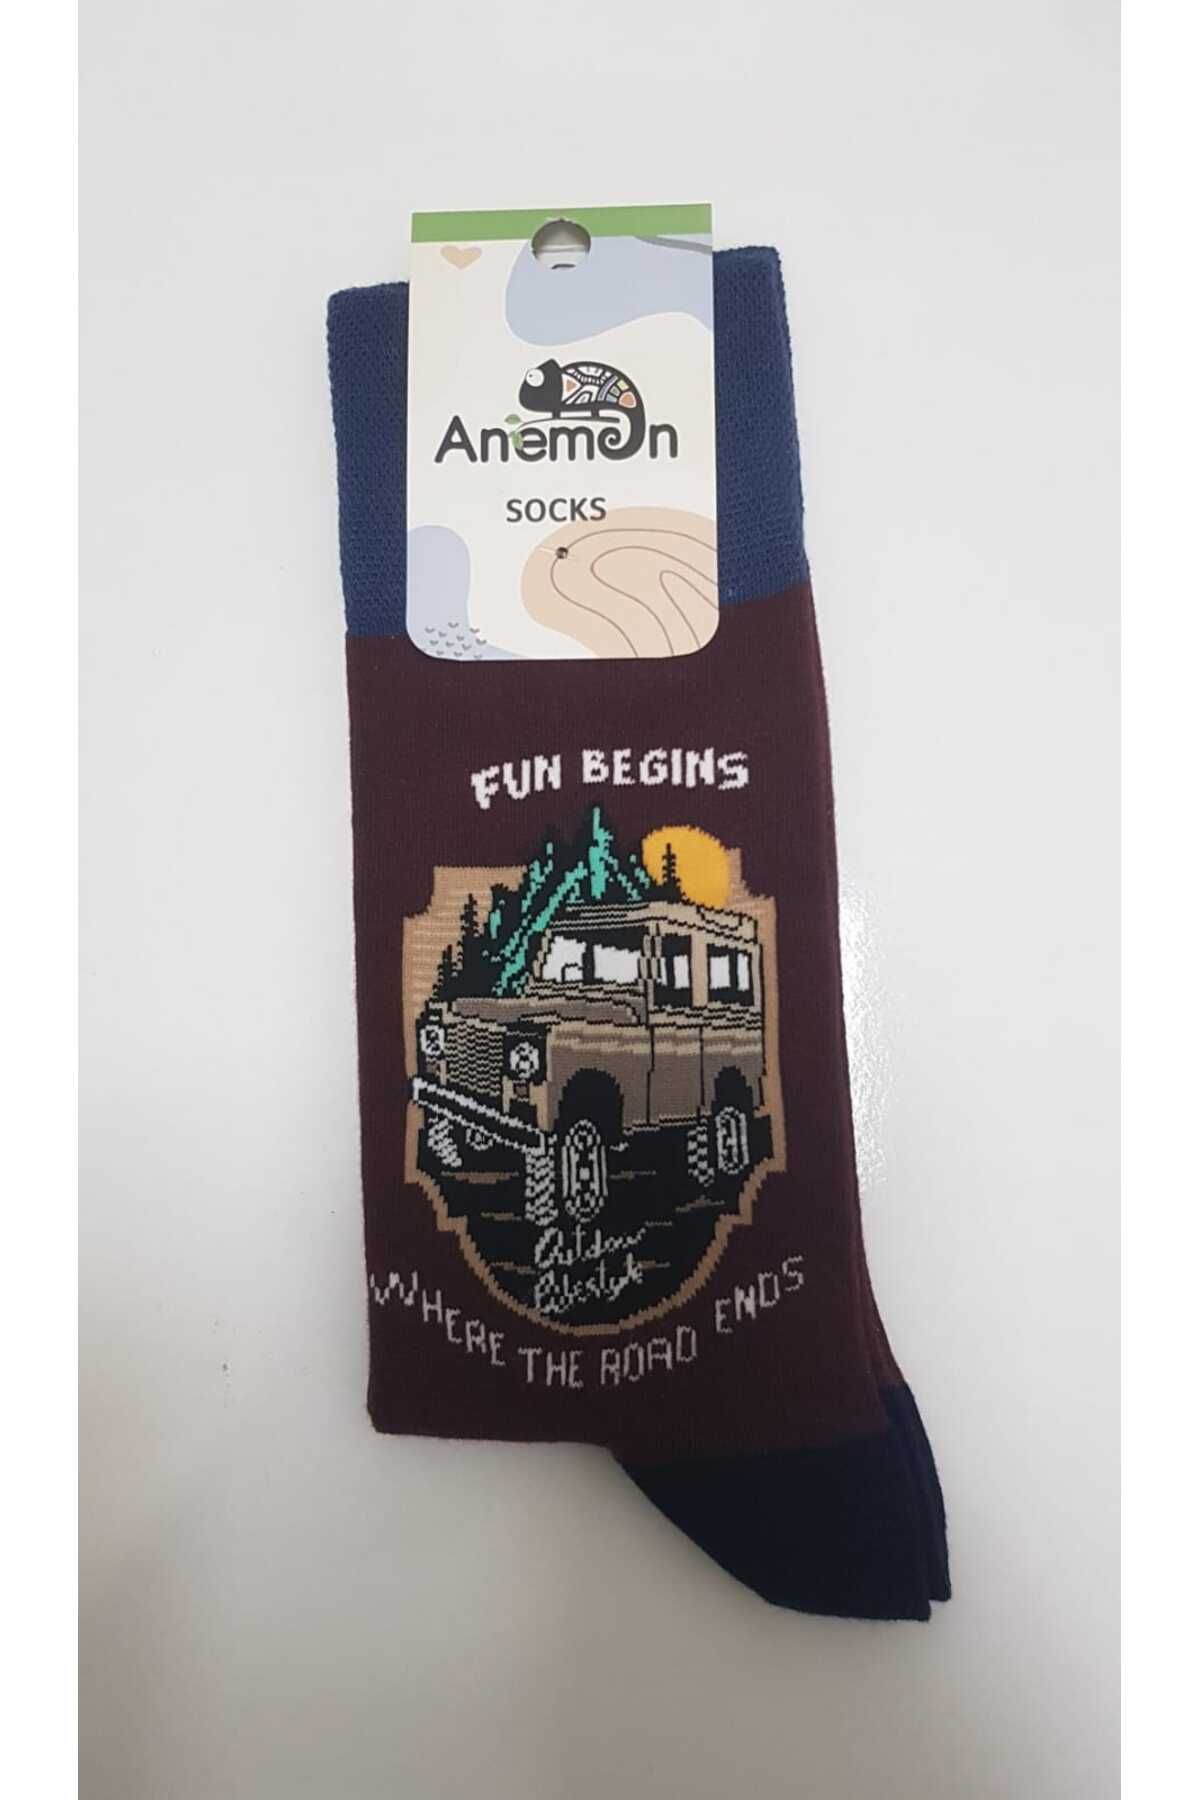 Anemon
SOCKS
FUN BEGINS
Outdoor
Lifestyle
WHERE THE ROAD ENDS